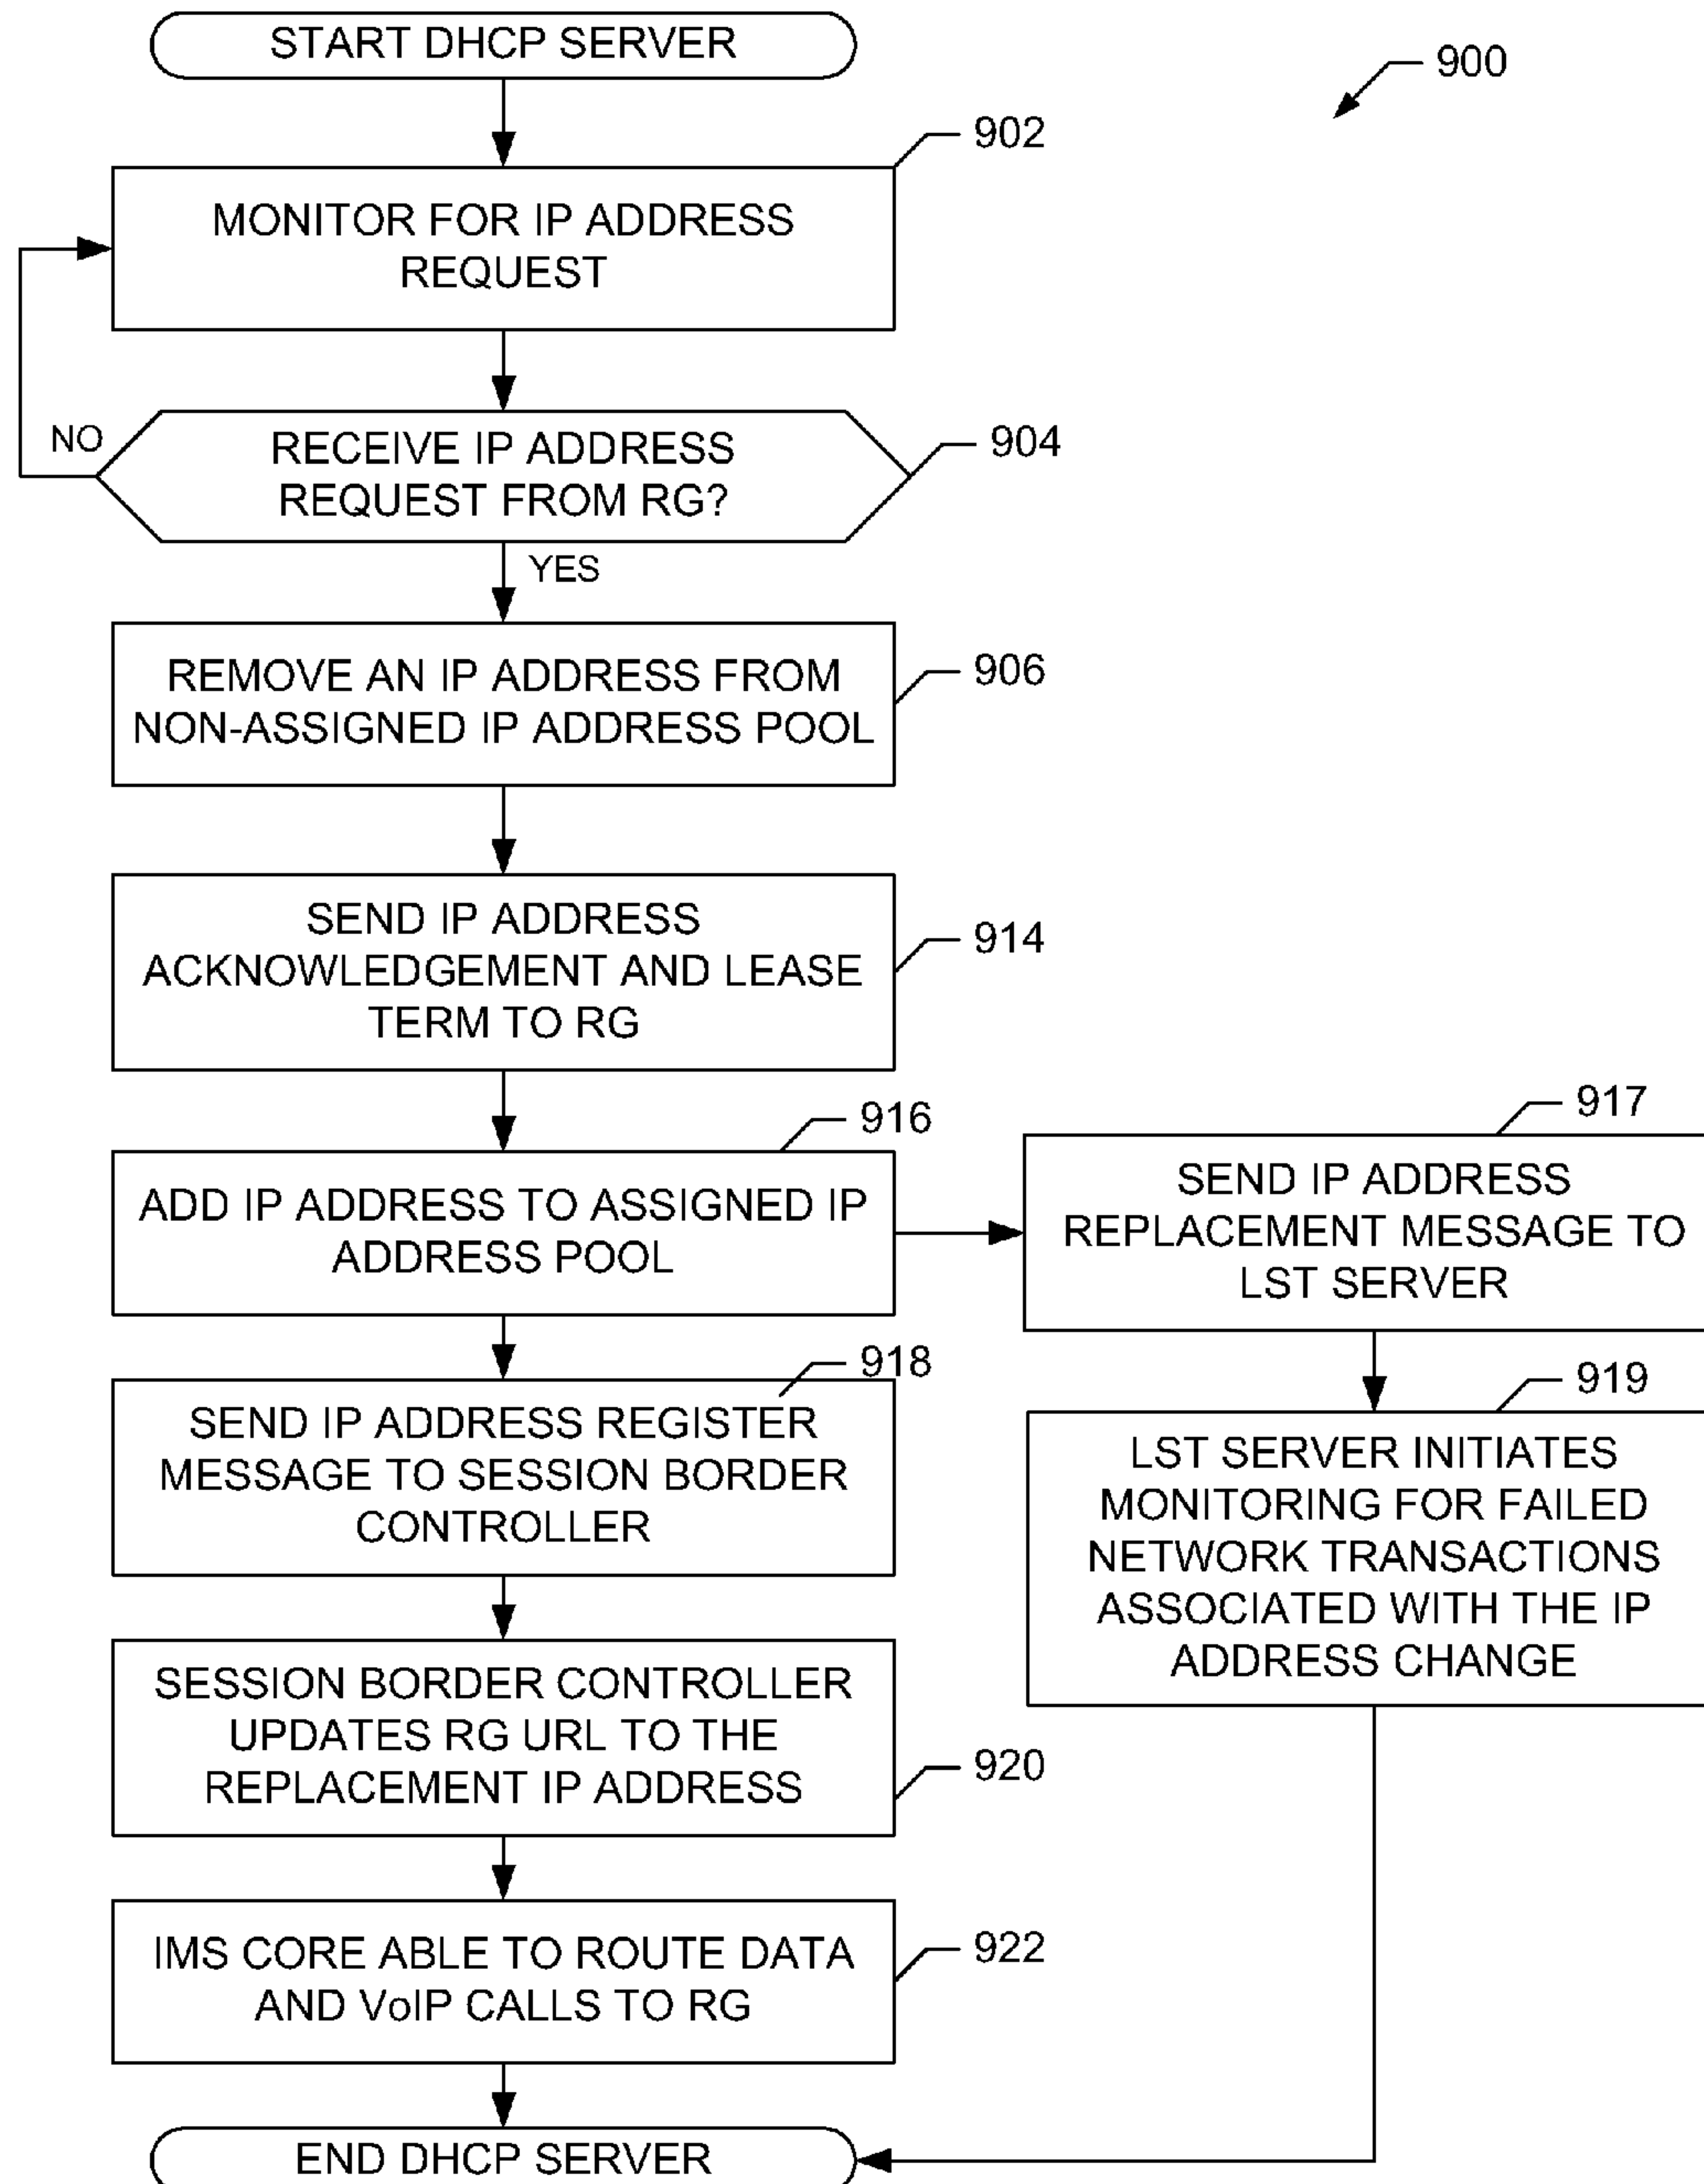 START DHCP SERVER
900
902
MONITOR FOR IP ADDRESS
REQUEST
NO
RECEIVE IP ADDRESS
REQUEST FROM RG?
904
YES
REMOVE AN IP ADDRESS FROM
NON-ASSIGNED IP ADDRESS POOL
906
SEND IP ADDRESS
ACKNOWLEDGEMENT AND LEASE
TERM TO RG
914
916
ADD IP ADDRESS TO ASSIGNED IP
ADDRESS POOL
917
SEND IP ADDRESS
REPLACEMENT MESSAGE TO
LST SERVER
918
SEND IP ADDRESS REGISTER
MESSAGE TO SESSION BORDER
CONTROLLER
919
LST SERVER INITIATES
MONITORING FOR FAILED
NETWORK TRANSACTIONS
ASSOCIATED WITH THE IP
ADDRESS CHANGE
SESSION BORDER CONTROLLER
UPDATES RG URL TO THE
REPLACEMENT IP ADDRESS
920
IMS CORE ABLE TO ROUTE DATA
AND VoIP CALLS TO RG
922
END DHCP SERVER